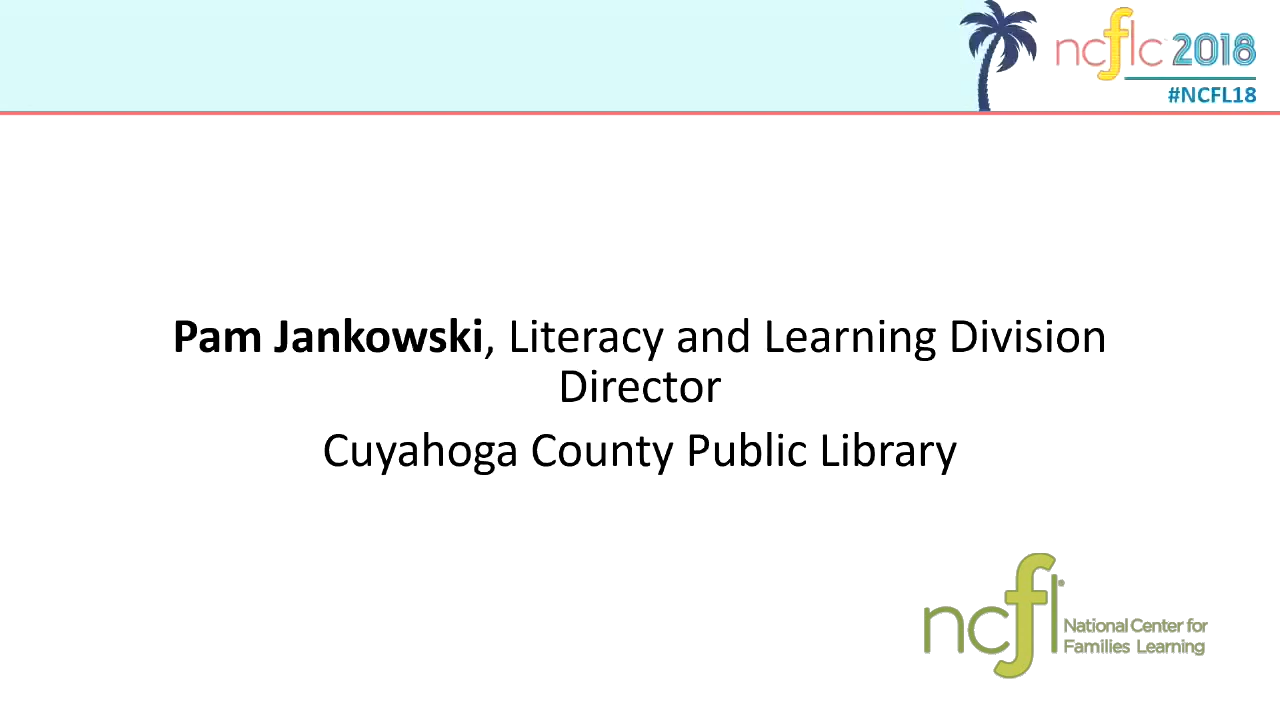 ncflc 2018
#NCFL18
Pam Jankowski, Literacy and Learning Division
Director
Cuyahoga County Public Library
ncfl
National Center for
Families Learning